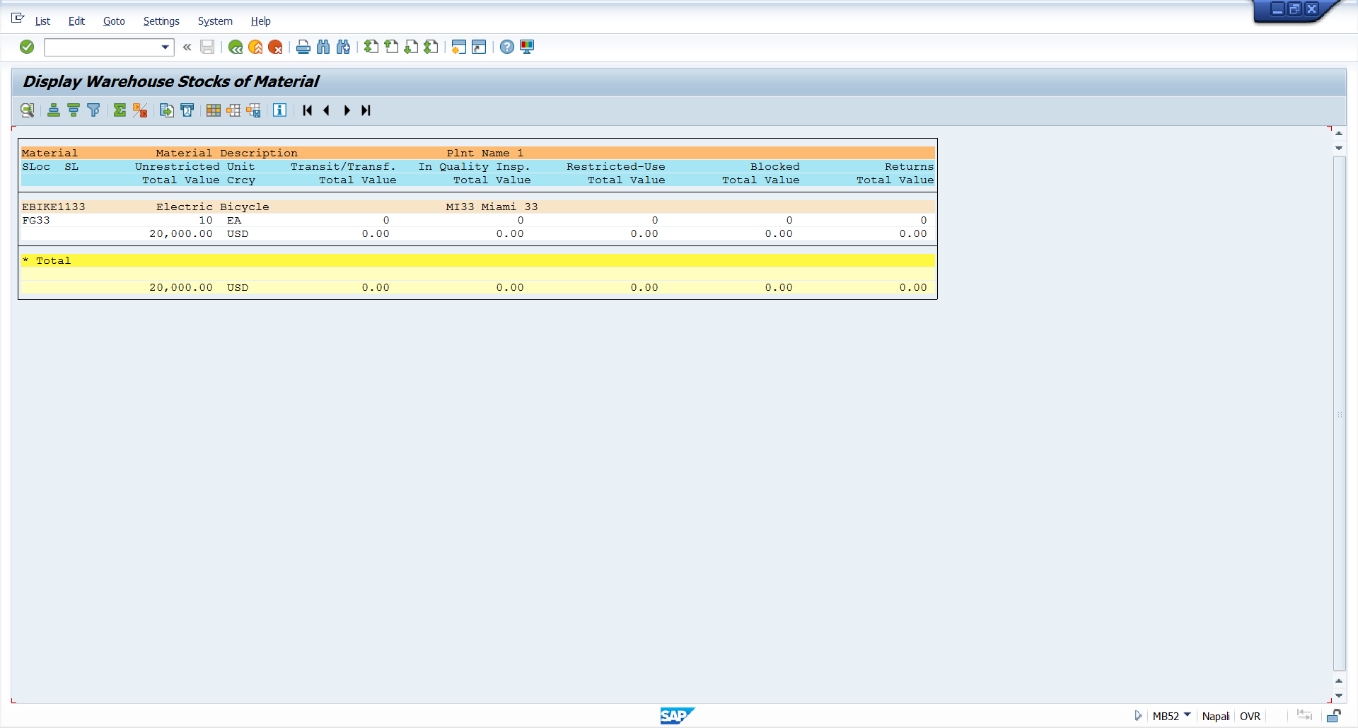 List Edit Goto Settings System Help
Display Warehouse Stocks of Material
Material Material Description Plnt Name 1
SLoc SL Unrestricted Unit Transit/Transf. In Quality Insp. Restricted-Use Blocked Returns
Total Value Crcy Total Value Total Value Total Value Total Value Total Value
EBIKE1133 Electric Bicycle MI33 Miami 33
FG33 10 EA 0 0 0 0 0
20,000.00 USD 0.00 0.00 0.00 0.00 0.00
* Total
20,000.00 USD 0.00 0.00 0.00 0.00 0.00
SAP MB52 Napali OVR